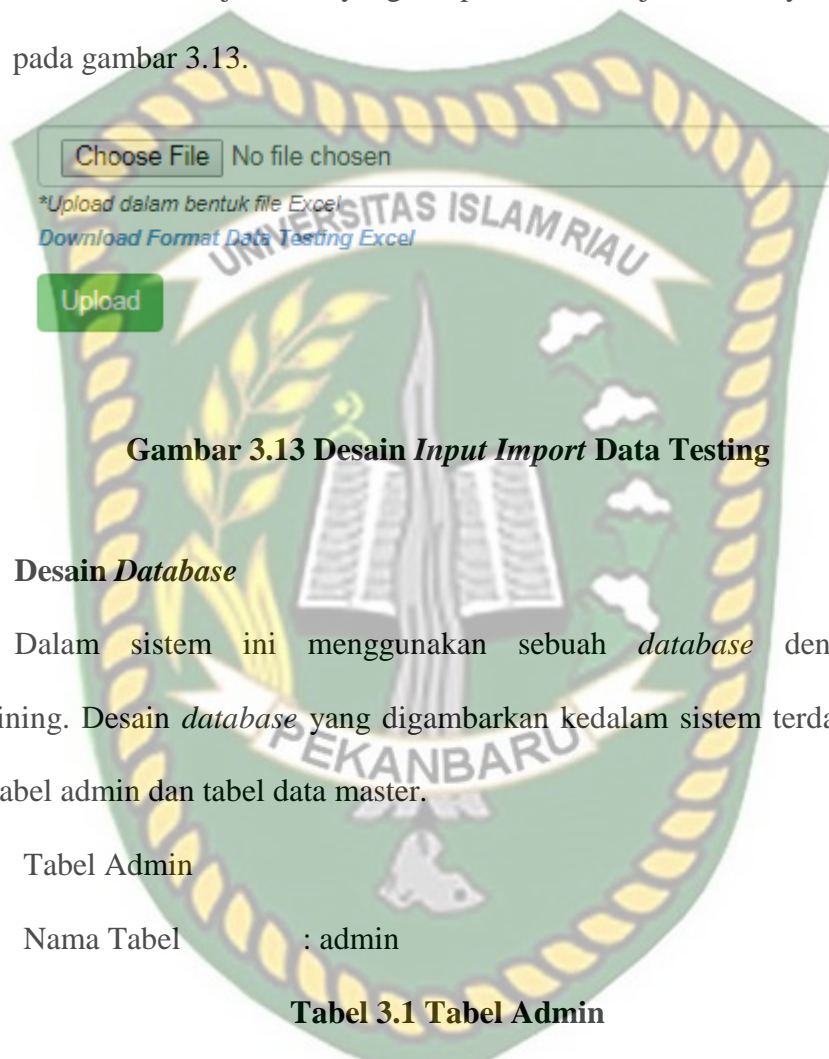 pada gambar 3.13.
Choose File No file chosen
*Upload dalam bentuk file Excel
Download Format Data Testing Excel
UNIVERSITAS ISLAM RIAU
Upload
Gambar 3.13 Desain Input Import Data Testing
Desain Database
Dalam sistem ini menggunakan sebuah database den
ining. Desain database yang digambarkan kedalam sistem terda
abel admin dan tabel data master.
PEKANBARU
Tabel Admin
Nama Tabel : admin
Tabel 3.1 Tabel Admin